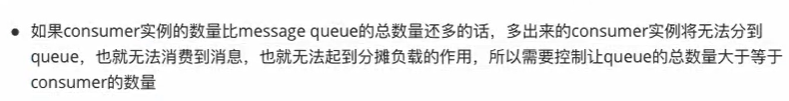 ● 如果consumer实例的数量比message queue的总数量还多的话，多出来的consumer实例将无法分到
queue，也就无法消费到消息，也就无法起到分摊负载的作用，所以需要控制让queue的总数量大于等于
consumer的数量